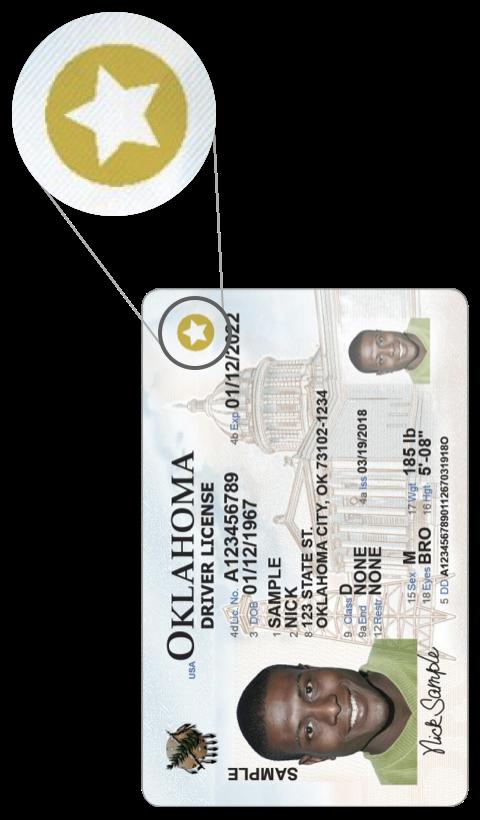 USA OKLAHOMA
DRIVER LICENSE
4d Lic. No. A123456789 4b Exp 01/12/2022
3 DOB 01/12/1967
1 SAMPLE
2 NICK
8 123 STATE ST.
OKLAHOMA CITY, OK 73102-1234
9 Class D
9a End NONE 4a Iss 03/19/2018
12 Restr NONE
15 Sex M 17 Wgt 185 lb
18 Eyes BRO 16 Hgt 5'-08"
5 DD A1234567890112670319180
SAMPLE
Nick Sample